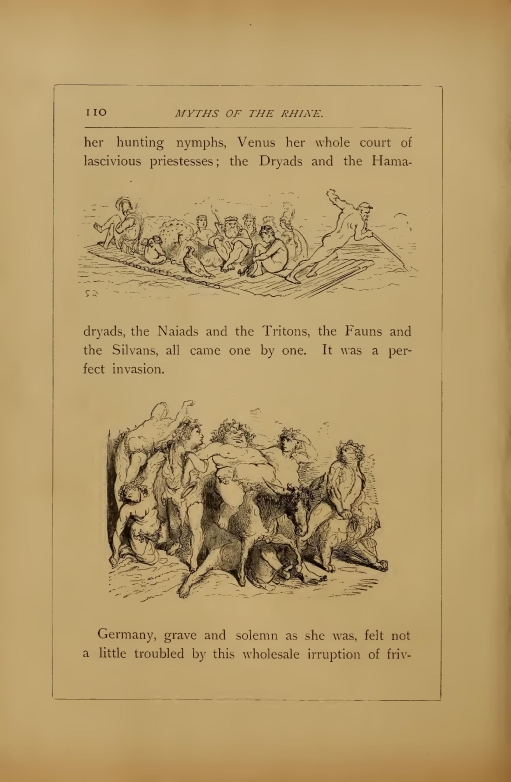 110 MYTHS OF THE RHINE.
her hunting nymphs, Venus her whole court of
lascivious priestesses; the Dryads and the Hama-
dryads, the Naiads and the Tritons, the Fauns and
the Silvans, all came one by one. It was a per-
fect invasion.
Germany, grave and solemn as she was, felt not
a little troubled by this wholesale irruption of friv-